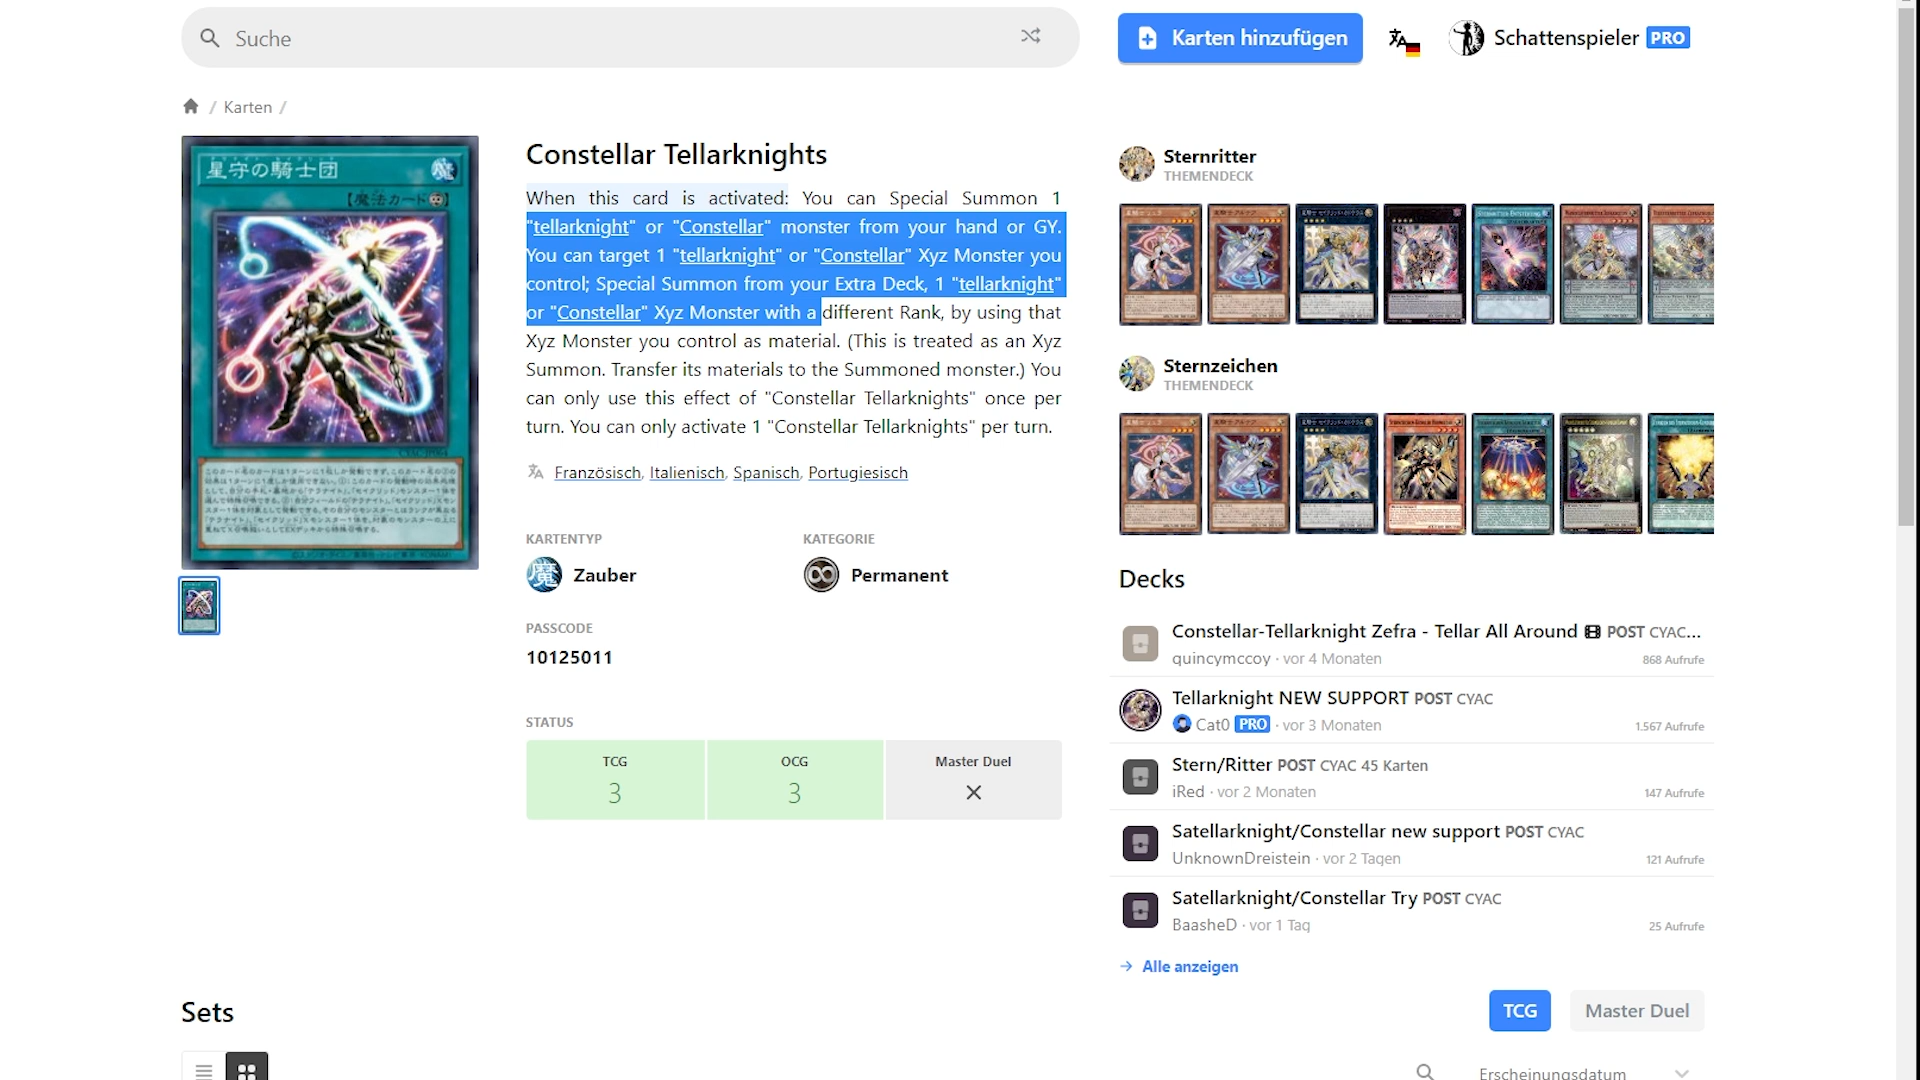 Suche
Karten hinzufügen
Schattenspieler PRO
/ Karten /
星守の騎士団
【魔法カード】
CYAC-JP064
Constellar Tellarknights
When this card is activated: You can Special Summon 1
"tellarknight" or "Constellar" monster from your hand or GY.
You can target 1 "tellarknight" or "Constellar" Xyz Monster you
control; Special Summon from your Extra Deck, 1 "tellarknight"
or "Constellar" Xyz Monster with a different Rank, by using that
Xyz Monster you control as material. (This is treated as an Xyz
Summon. Transfer its materials to the Summoned monster.) You
can only use this effect of "Constellar Tellarknights" once per
turn. You can only activate 1 "Constellar Tellarknights" per turn.
Französisch, Italienisch, Spanisch, Portugiesisch
KARTENTYP
KATEGORIE
魔 Zauber
Permanent
PASSCODE
10125011
STATUS
TCG
OCG
Master Duel
3
3
Sternritter
THEMENDECK
Sternzeichen
THEMENDECK
Decks
Constellar-Tellarknight Zefra - Tellar All Around POST CYAC...
quincymccoy · vor 4 Monaten
868 Aufrufe
Tellarknight NEW SUPPORT POST CYAC
Cat0 PRO · vor 3 Monaten
1.567 Aufrufe
Stern/Ritter POST CYAC 45 Karten
iRed · vor 2 Monaten
147 Aufrufe
Satellarknight/Constellar new support POST CYAC
UnknownDreistein · vor 2 Tagen
121 Aufrufe
Satellarknight/Constellar Try POST CYAC
BaasheD · vor 1 Tag
25 Aufrufe
Alle anzeigen
Sets
TCG
Master Duel
Erscheinungsdatum